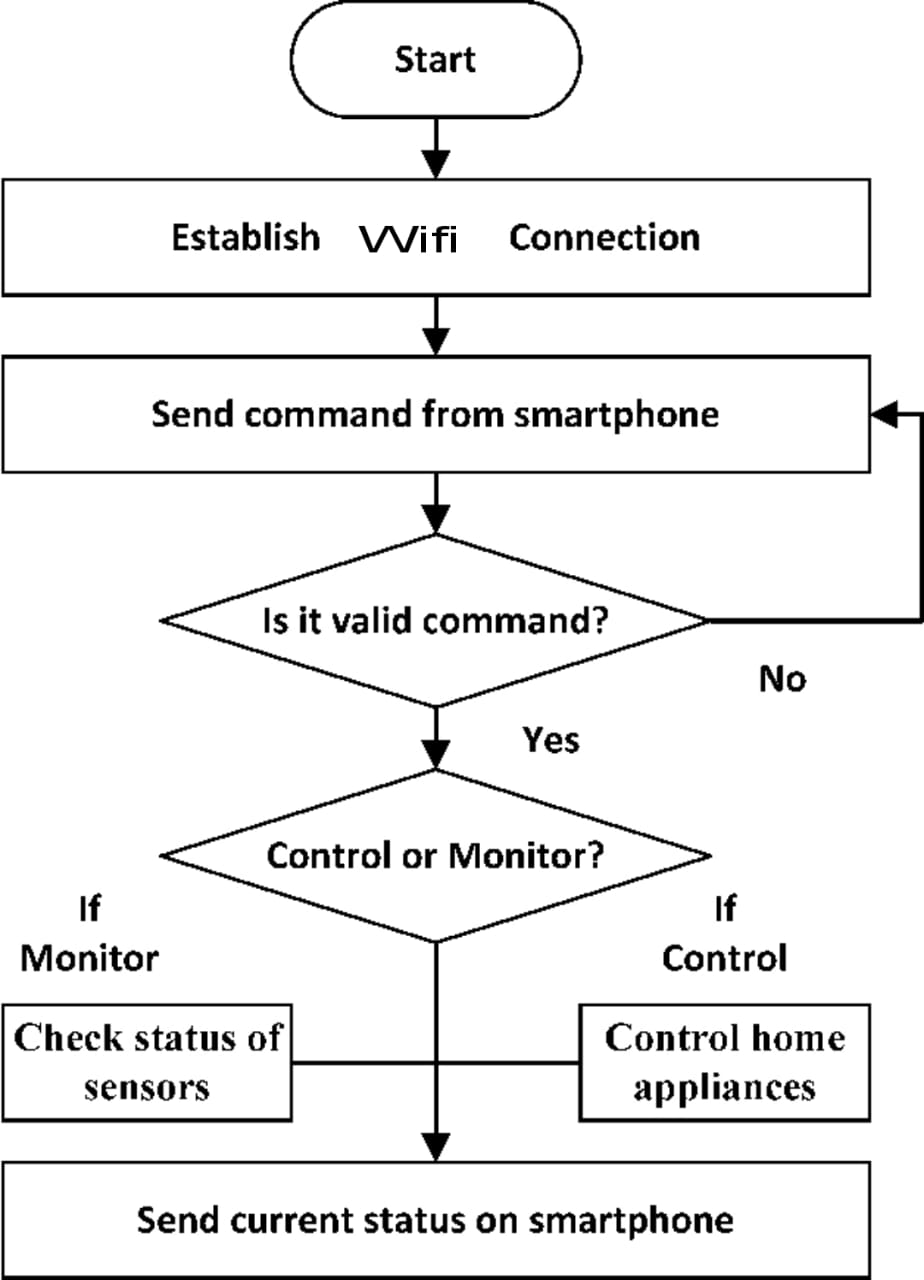 Start
Establish Wifi Connection
Send command from smartphone
Is it valid command?
No
Yes
Control or Monitor?
If
Monitor
If
Control
Check status of
sensors
Control home
appliances
Send current status on smartphone